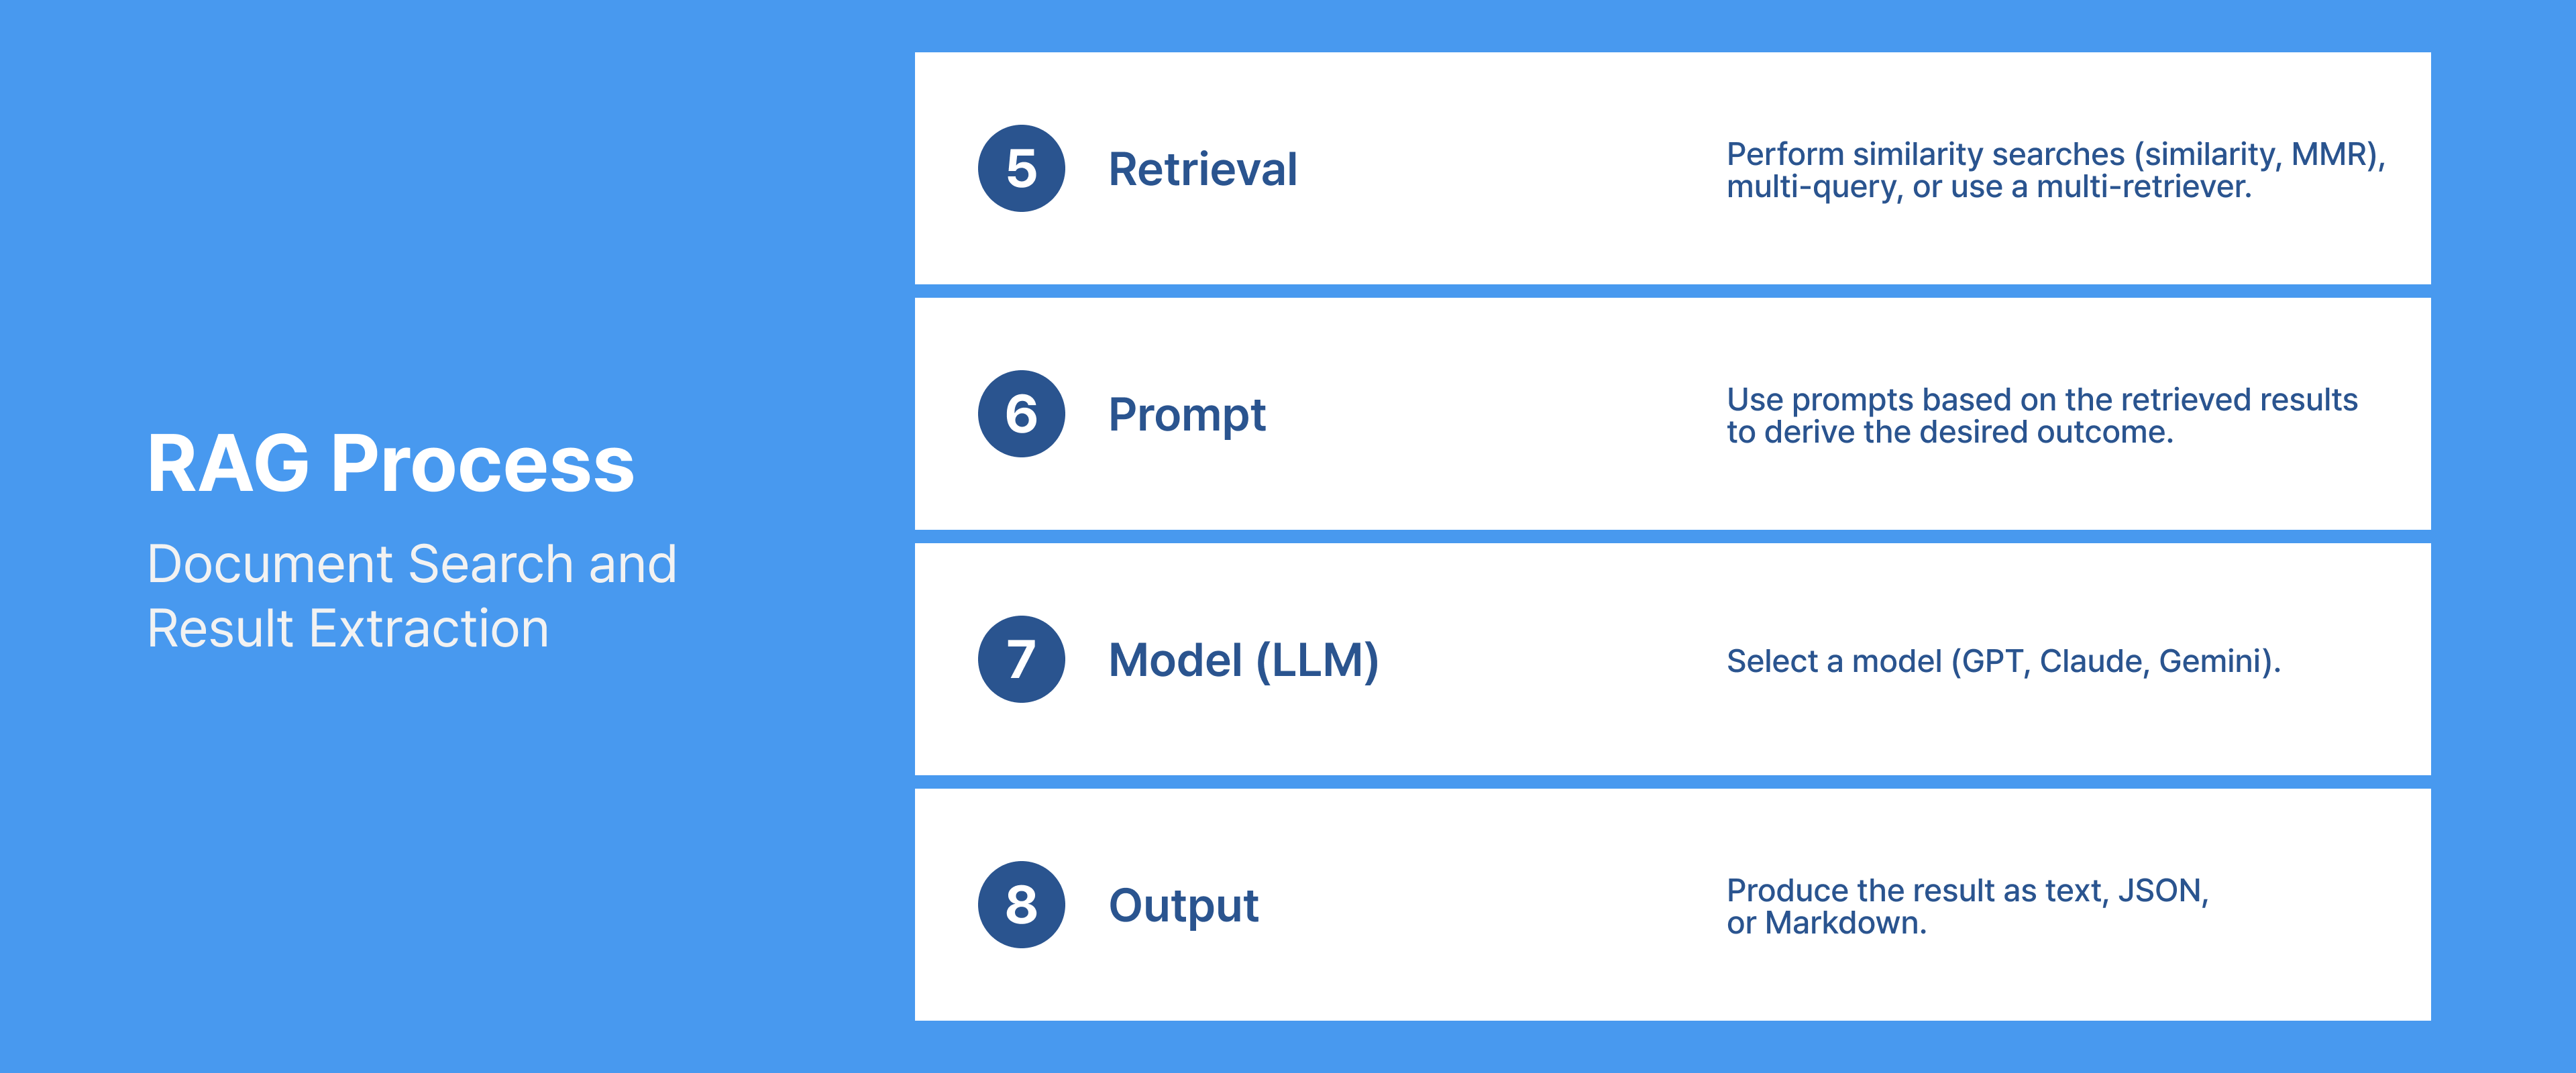 RAG Process
Document Search and
Result Extraction
5
Retrieval
Perform similarity searches (similarity, MMR),
multi-query, or use a multi-retriever.
6
Prompt
Use prompts based on the retrieved results
to derive the desired outcome.
7
Model (LLM)
Select a model (GPT, Claude, Gemini).
8
Output
Produce the result as text, JSON,
or Markdown.